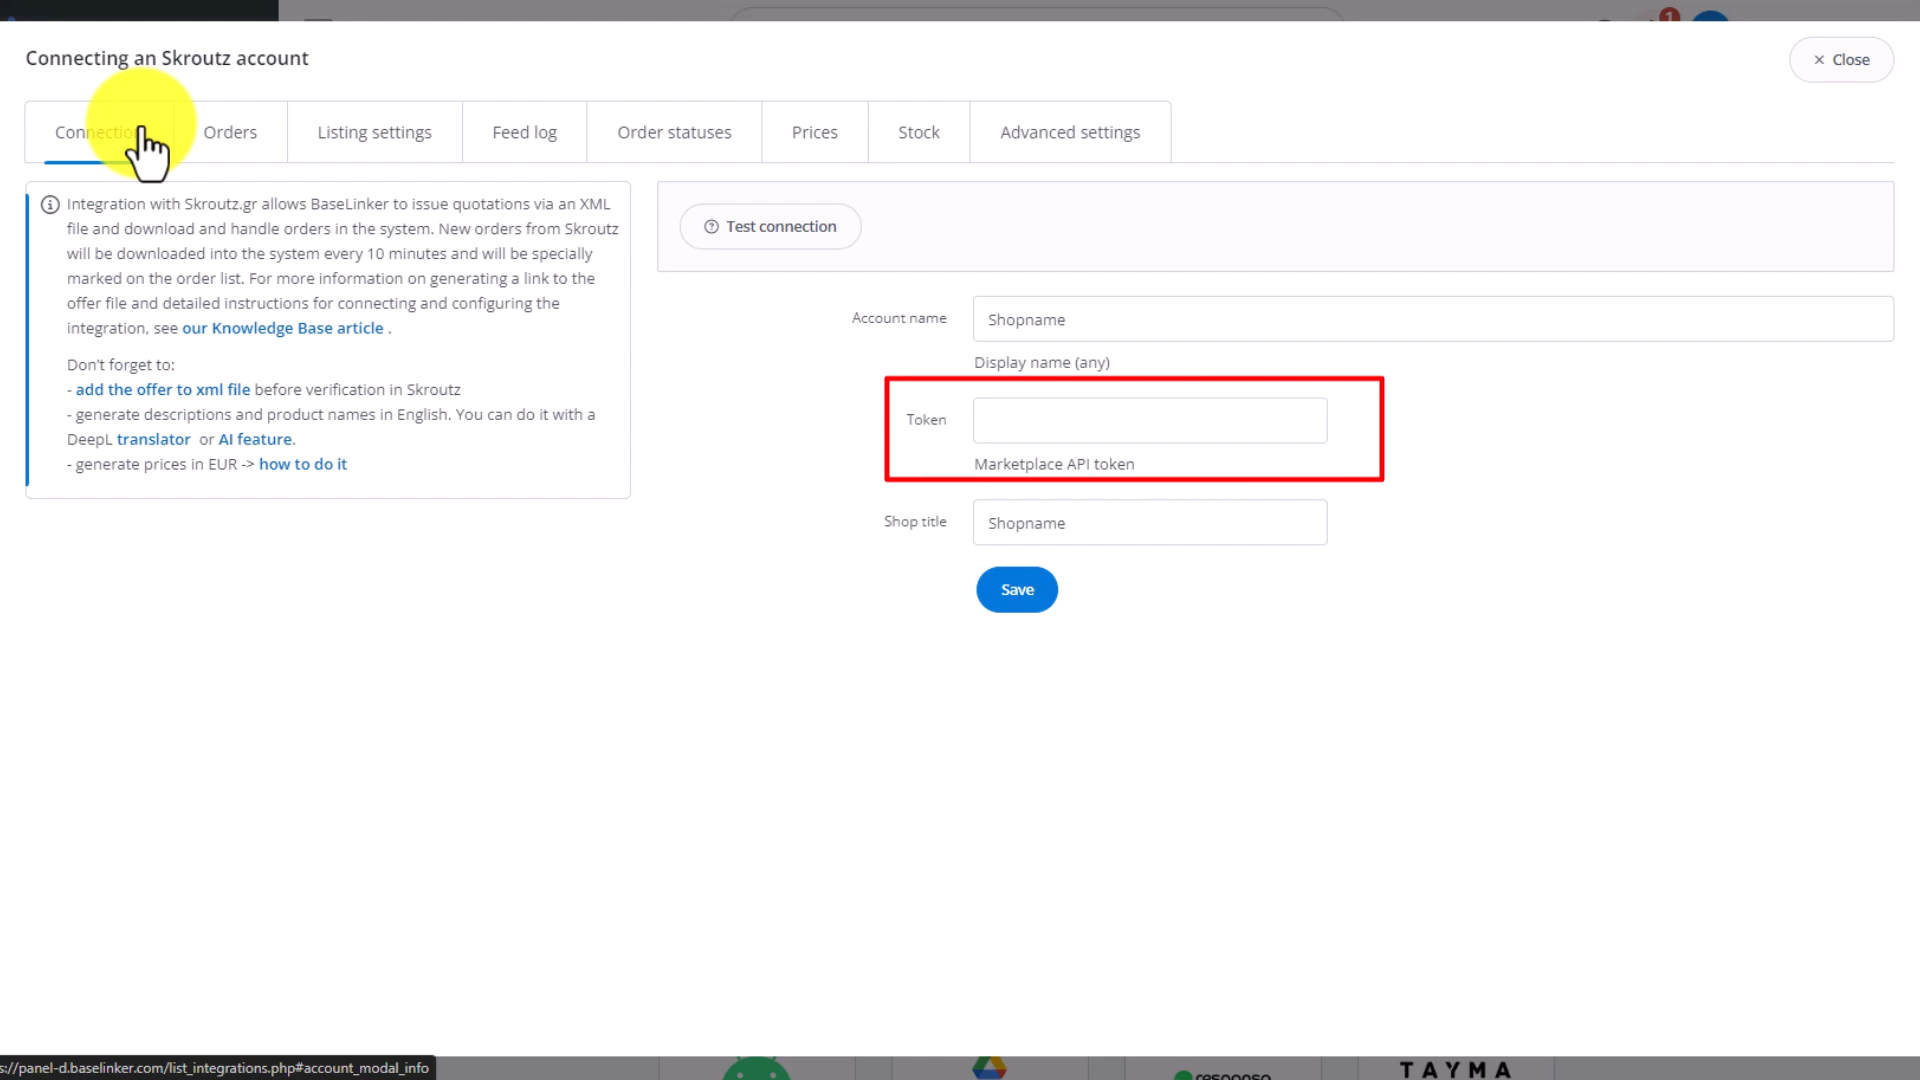 1
Connecting an Skroutz account
× Close
Connection
Orders
Listing settings
Feed log
Order statuses
Prices
Stock
Advanced settings
Integration with Skroutz.gr allows BaseLinker to issue quotations via an XML
file and download and handle orders in the system. New orders from Skroutz
will be downloaded into the system every 10 minutes and will be specially
marked on the order list. For more information on generating a link to the
offer file and detailed instructions for connecting and configuring the
integration, see our Knowledge Base article .
Don't forget to:
- add the offer to xml file before verification in Skroutz
- generate descriptions and product names in English. You can do it with a
DeepL translator or AI feature.
- generate prices in EUR -> how to do it
Test connection
Account name
Shopname
Display name (any)
Token
Marketplace API token
Shop title
Shopname
Save
s://panel-d.baselinker.com/list_integrations.php#account_modal_info
responso
TAYMA